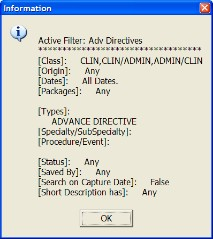 Information
Active Filter: Adv Directives
************************************
[Class]: CLIN,CLIN/ADMIN,ADMIN/CLIN
[Origin]: Any
[Dates]: All Dates.
[Packages]: Any
[Types]:
ADVANCE DIRECTIVE
[Specialty/SubSpecialty]:
[Procedure/Event]:
[Status]: Any
[Saved By]: Any
[Search on Capture Date]: False
[Short Description has]: Any
OK